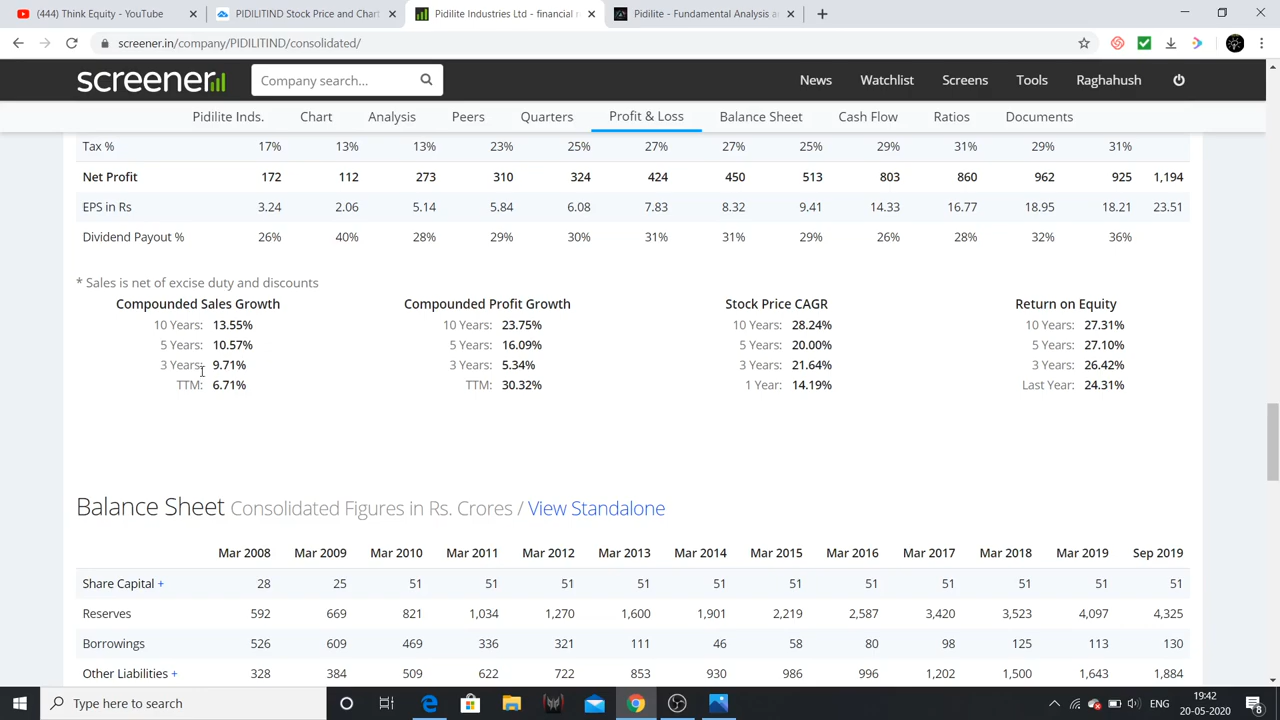 (444) Think Equity - YouTube
PIDILITIND Stock Price and Chart
Pidilite Industries Ltd - financial r
Pidilite - Fundamental Analysis a
screener.in/company/PIDILITIND/consolidated/
screener
Company search...
News Watchlist Screens Tools Raghahush
Pidilite Inds. Chart Analysis Peers Quarters Profit & Loss Balance Sheet Cash Flow Ratios Documents
Tax % 17% 13% 13% 23% 25% 27% 27% 25% 29% 31% 29% 31%
Net Profit 172 112 273 310 324 424 450 513 803 860 962 925 1,194
EPS in Rs 3.24 2.06 5.14 5.84 6.08 7.83 8.32 9.41 14.33 16.77 18.95 18.21 23.51
Dividend Payout % 26% 40% 28% 29% 30% 31% 31% 29% 26% 28% 32% 36%
* Sales is net of excise duty and discounts
Compounded Sales Growth
10 Years: 13.55%
5 Years: 10.57%
3 Years: 9.71%
TTM: 6.71%
Compounded Profit Growth
10 Years: 23.75%
5 Years: 16.09%
3 Years: 5.34%
TTM: 30.32%
Stock Price CAGR
10 Years: 28.24%
5 Years: 20.00%
3 Years: 21.64%
1 Year: 14.19%
Return on Equity
10 Years: 27.31%
5 Years: 27.10%
3 Years: 26.42%
Last Year: 24.31%
Balance Sheet Consolidated Figures in Rs. Crores / View Standalone
Mar 2008 Mar 2009 Mar 2010 Mar 2011 Mar 2012 Mar 2013 Mar 2014 Mar 2015 Mar 2016 Mar 2017 Mar 2018 Mar 2019 Sep 2019
Share Capital + 28 25 51 51 51 51 51 51 51 51 51 51 51
Reserves 592 669 821 1,034 1,270 1,600 1,901 2,219 2,587 3,420 3,523 4,097 4,325
Borrowings 526 609 469 336 321 111 46 58 80 98 125 113 130
Other Liabilities + 328 384 509 622 722 853 930 986 996 1,202 1,500 1,643 1,884
Type here to search
19:42
20-05-2020
8